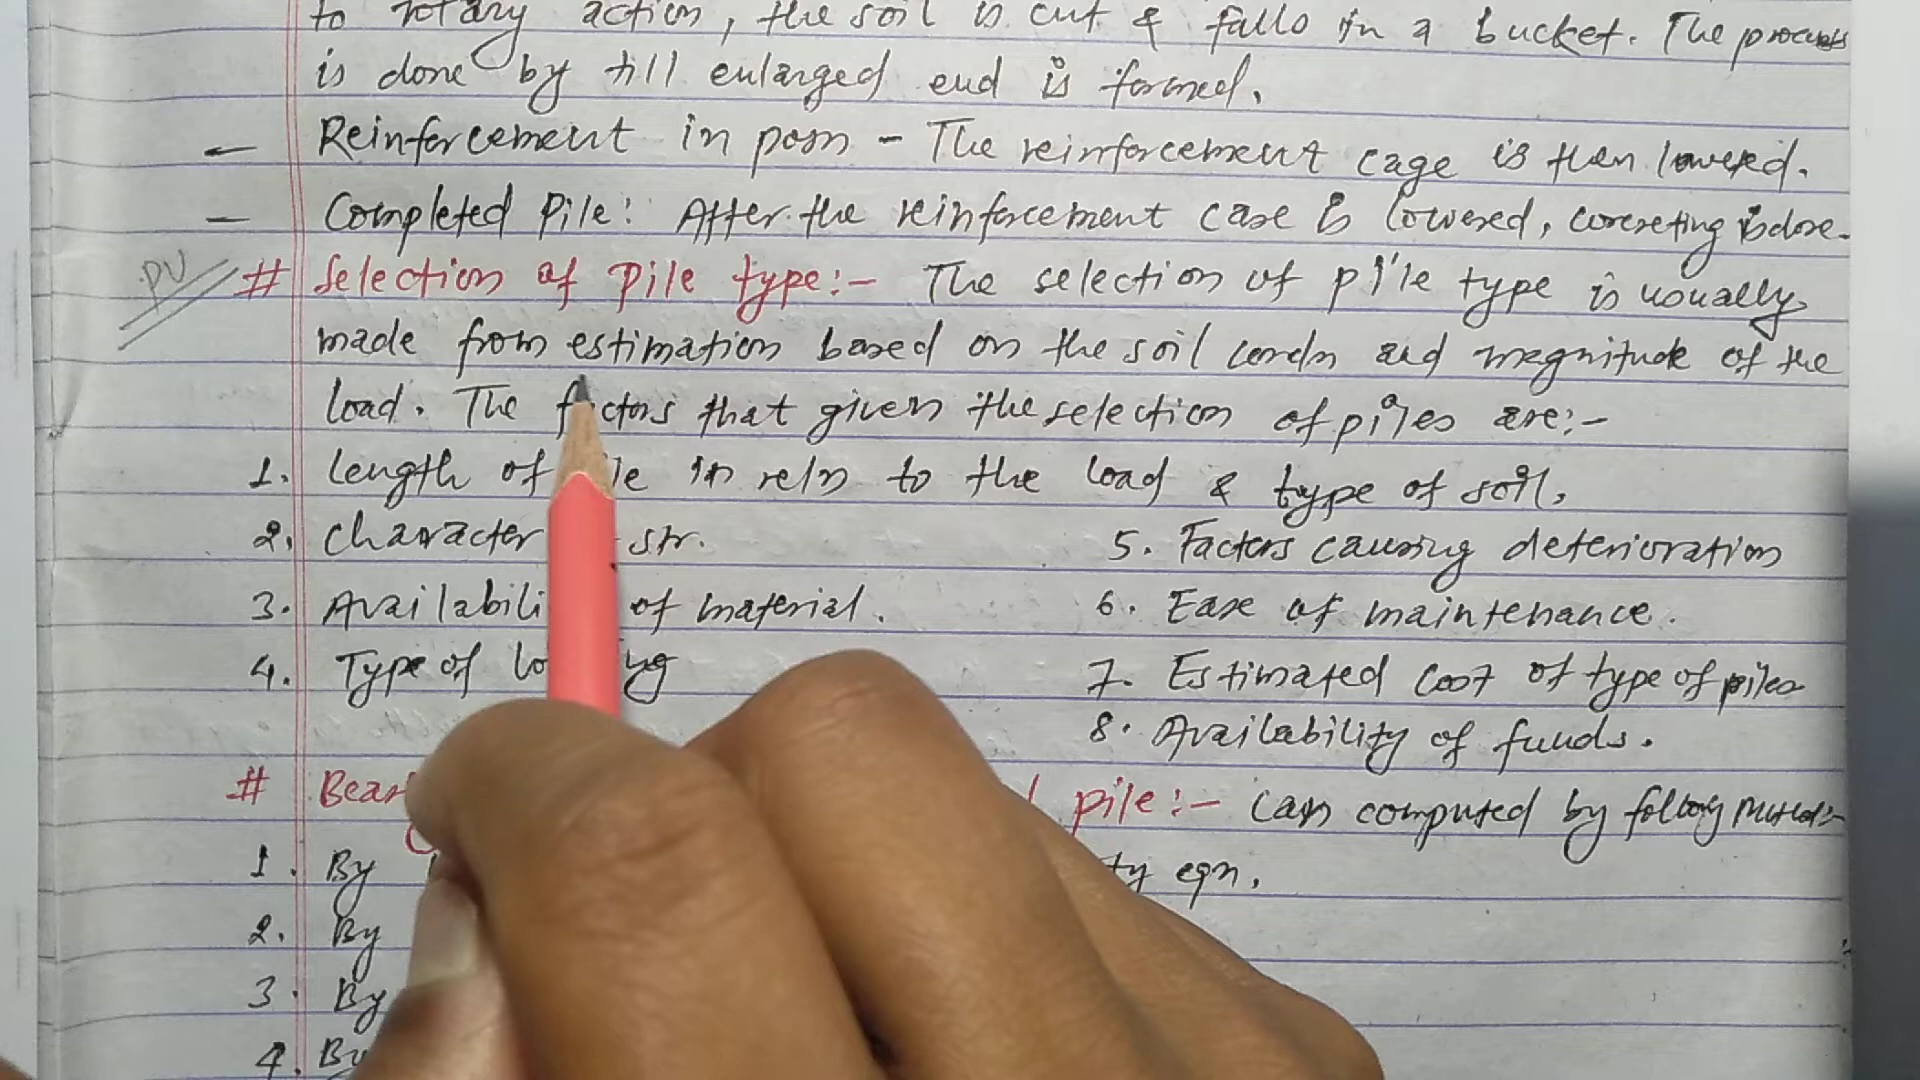 to rotary action, the soil is cut & falls in a bucket. The process
is done by till enlarged end is formed.
- Reinforcement in posn - The reinforcement cage is then lowered.
- Completed Pile: After the reinforcement case is lowered, concreting is done.
PU
# Selection of Pile type:- The selection of pile type is usually
made from estimation based on the soil condn and magnitude of the
load. The factors that given the selection of piles are:-
1. Length of in reln to the load & type of soil,
2. Character str.
3. Availabili of material.
4. Type of lo ng
5. Factors causing deterioration
6. Ease of maintenance.
7. Estimated cost of type of piles
8. Availability of funds.
# Bear pile:- Can computed by following Method:-
1. By ty eqn.
2. By
3. By
4. By